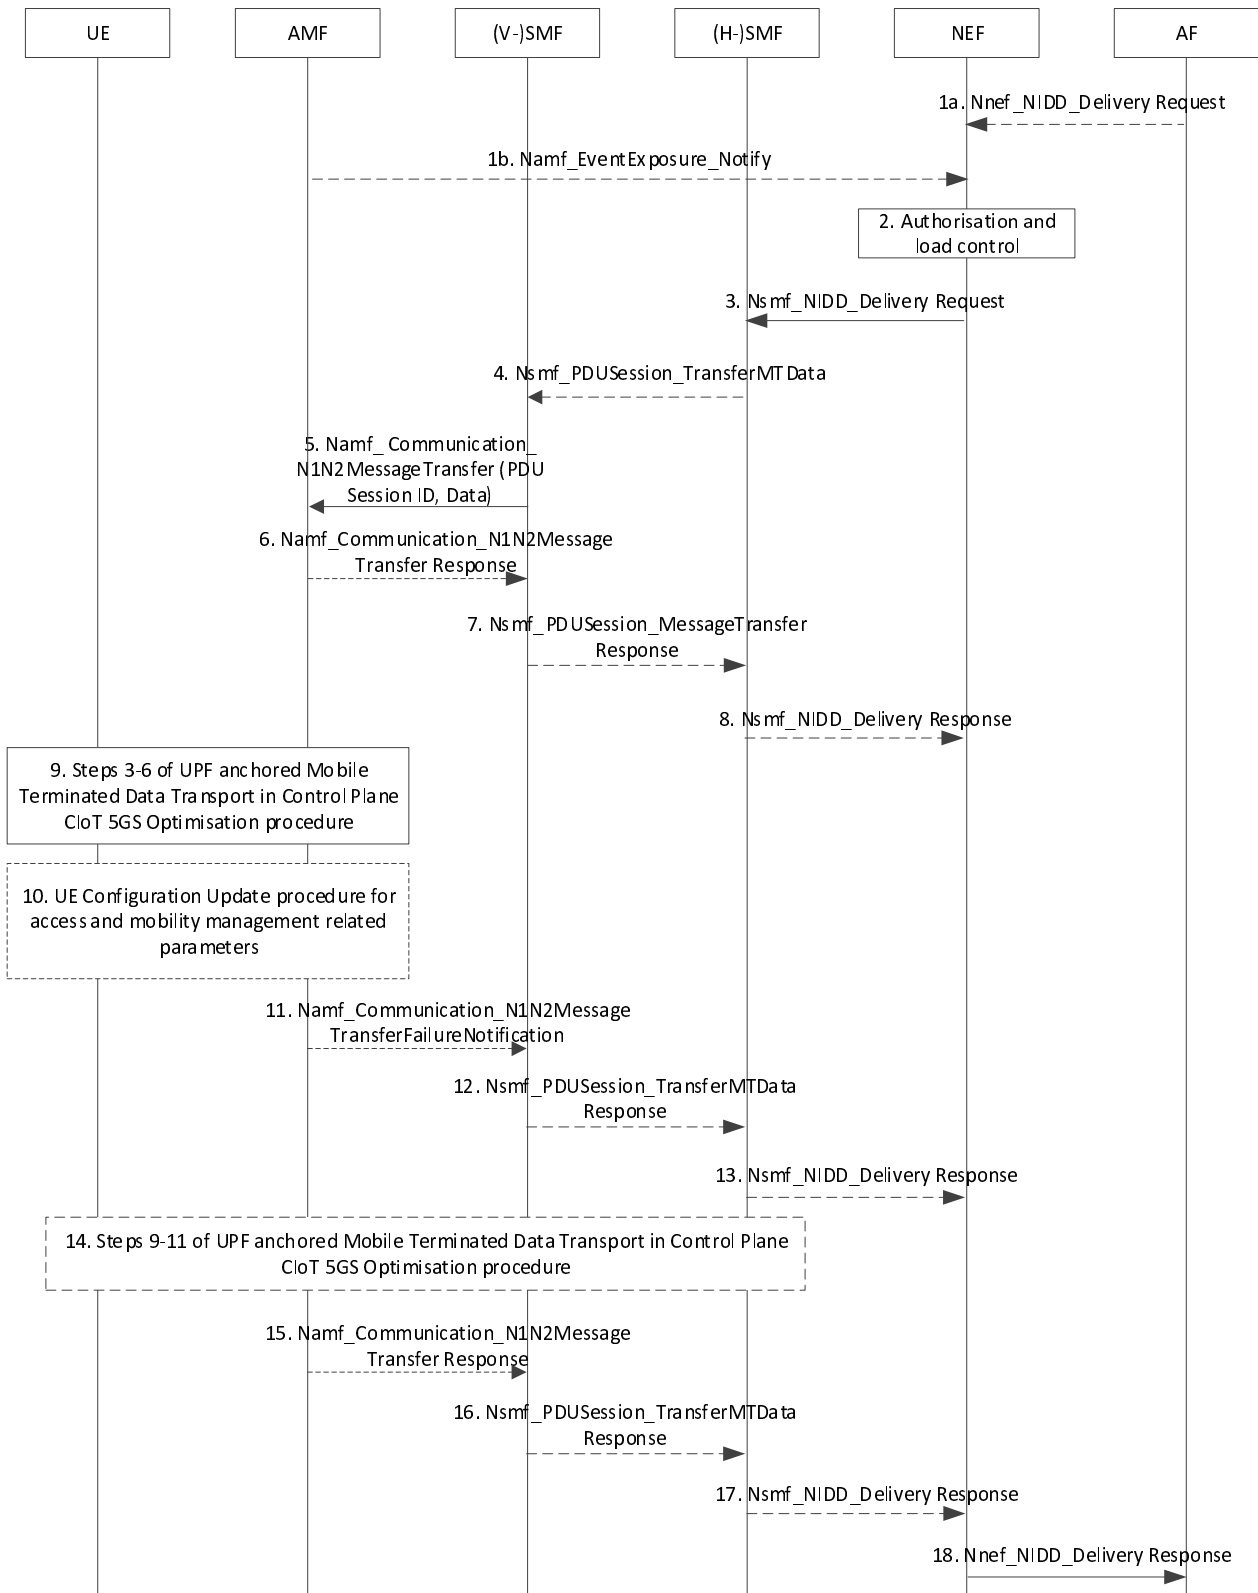 UE
AMF
(V-)SMF
(H-)SMF
NEF
AF
1a. Nnef_NIDD_Delivery Request
1b. Namf_EventExposure_Notify
2. Authorisation and
load control
3. Nsmf_NIDD_Delivery Request
4. Nsmf_PDUSession_TransferMTData
5. Namf_ Communication_
N1N2MessageTransfer (PDU
Session ID, Data)
6. Namf_Communication_N1N2Message
Transfer Response
7. Nsmf_PDUSession_MessageTransfer
Response
8. Nsmf_NIDD_Delivery Response
9. Steps 3-6 of UPF anchored Mobile
Terminated Data Transport in Control Plane
CIoT 5GS Optimisation procedure
10. UE Configuration Update procedure for
access and mobility management related
parameters
11. Namf_Communication_N1N2Message
TransferFailureNotification
12. Nsmf_PDUSession_TransferMTData
Response
13. Nsmf_NIDD_Delivery Response
14. Steps 9-11 of UPF anchored Mobile Terminated Data Transport in Control Plane
CIoT 5GS Optimisation procedure
15. Namf_Communication_N1N2Message
Transfer Response
16. Nsmf_PDUSession_TransferMTData
Response
17. Nsmf_NIDD_Delivery Response
18. Nnef_NIDD_Delivery Response